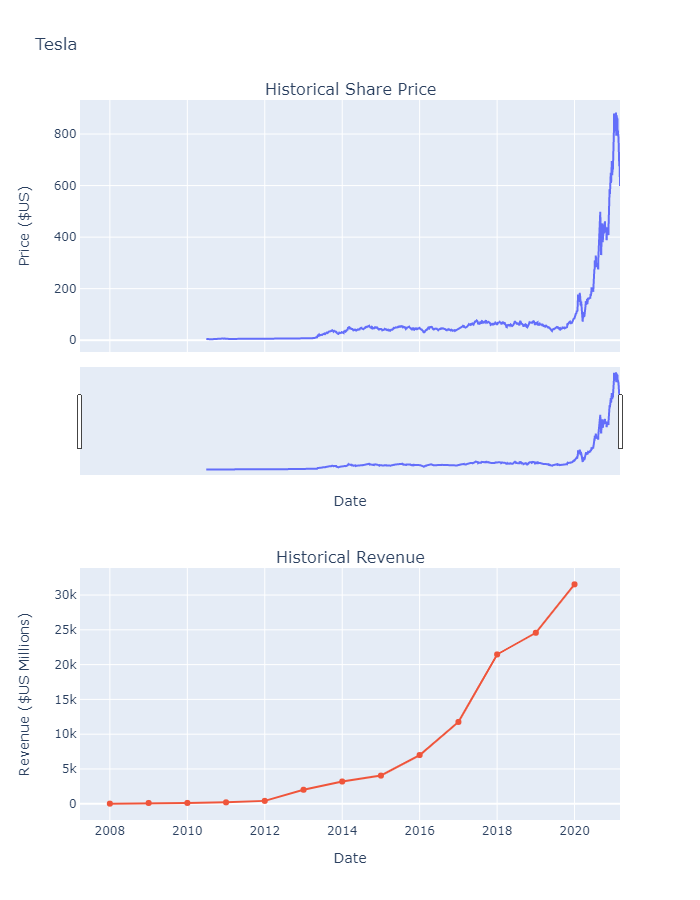 Tesla
Historical Share Price
Price ($US)
800
600
400
200
0
Date
Historical Revenue
Revenue ($US Millions)
30k
25k
20k
15k
10k
5k
0
2008 2010 2012 2014 2016 2018 2020
Date